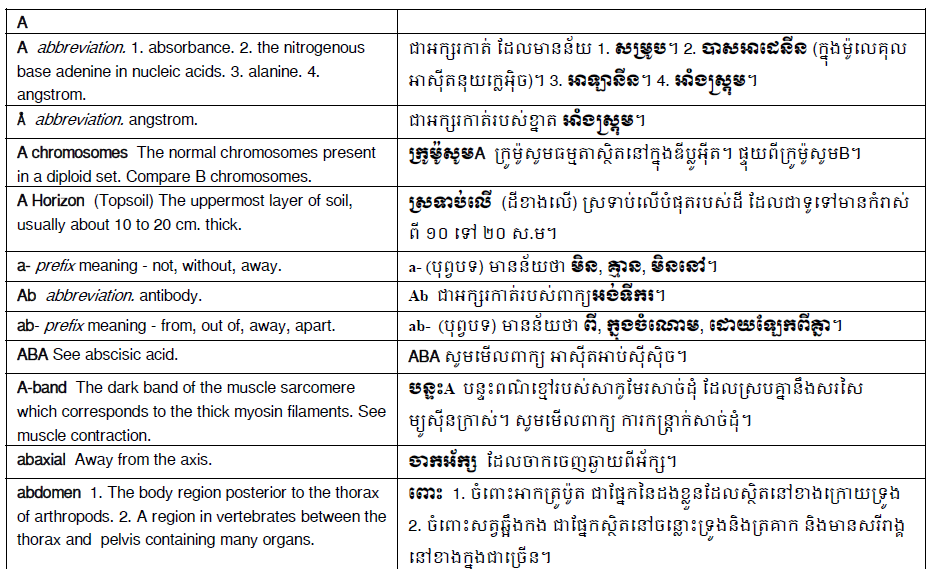 A
A abbreviation. 1. absorbance. 2. the nitrogenous
base adenine in nucleic acids. 3. alanine. 4.
angstrom.
ជាអក្សរកាត់ ដែលមានន័យ 1. សម្រូប។ 2. បាសអាដេនីន (ក្នុងម៉ូលេគុល
អាស៊ីតនុយក្លេអ៊ិច)។ 3. អាឡានីន។ 4. អាំងស្ត្រុម។
Å abbreviation. angstrom.
ជាអក្សរកាត់របស់ខ្នាត អាំងស្ត្រុម។
A chromosomes The normal chromosomes present
in a diploid set. Compare B chromosomes.
ក្រូម៉ូសូមA ក្រូម៉ូសូមធម្មតាស្ថិតនៅក្នុងឌីប្លូអ៊ីត។ ផ្ទុយពីក្រូម៉ូសូមB។
A Horizon (Topsoil) The uppermost layer of soil,
usually about 10 to 20 cm. thick.
ស្រទាប់លើ (ដីខាងលើ) ស្រទាប់លើបំផុតរបស់ដី ដែលជាទូទៅមានកំរាស់
ពី ១០ ទៅ ២០ ស.ម។
a- prefix meaning - not, without, away.
a- (បុព្វបទ) មានន័យថា មិន, គ្មាន, មិននៅ។
Ab abbreviation. antibody.
Ab ជាអក្សរកាត់របស់ពាក្យអង់ទីករ។
ab- prefix meaning - from, out of, away, apart.
ab- (បុព្វបទ) មានន័យថា ពី, ក្នុងចំណោម, ដោយឡែកពីគ្នា។
ABA See abscisic acid.
ABA សូមមើលពាក្យ អាស៊ីតអាប់ស៊ីស៊ិច។
A-band The dark band of the muscle sarcomere
which corresponds to the thick myosin filaments. See
muscle contraction.
បន្ទះA បន្ទះពណ៌ខ្មៅរបស់សាកូមែរសាច់ដុំ ដែលស្របគ្នានឹងសរសៃ
ម្យូស៊ីនក្រាស់។ សូមមើលពាក្យ ការកន្ត្រាក់សាច់ដុំ។
abaxial Away from the axis.
ចាកអ័ក្ស ដែលចាកចេញឆ្ងាយពីអ័ក្ស។
abdomen 1. The body region posterior to the thorax
of arthropods. 2. A region in vertebrates between the
thorax and pelvis containing many organs.
ពោះ 1. ចំពោះអាកត្រូប៉ូត ជាផ្នែកនៃដងខ្លួនដែលស្ថិតនៅខាងក្រោយទ្រូង
2. ចំពោះសត្វឆ្អឹងកង ជាផ្នែកស្ថិតនៅចន្លោះទ្រូងនិងត្រគាក និងមានសរីរាង្គ
នៅខាងក្នុងជាច្រើន។